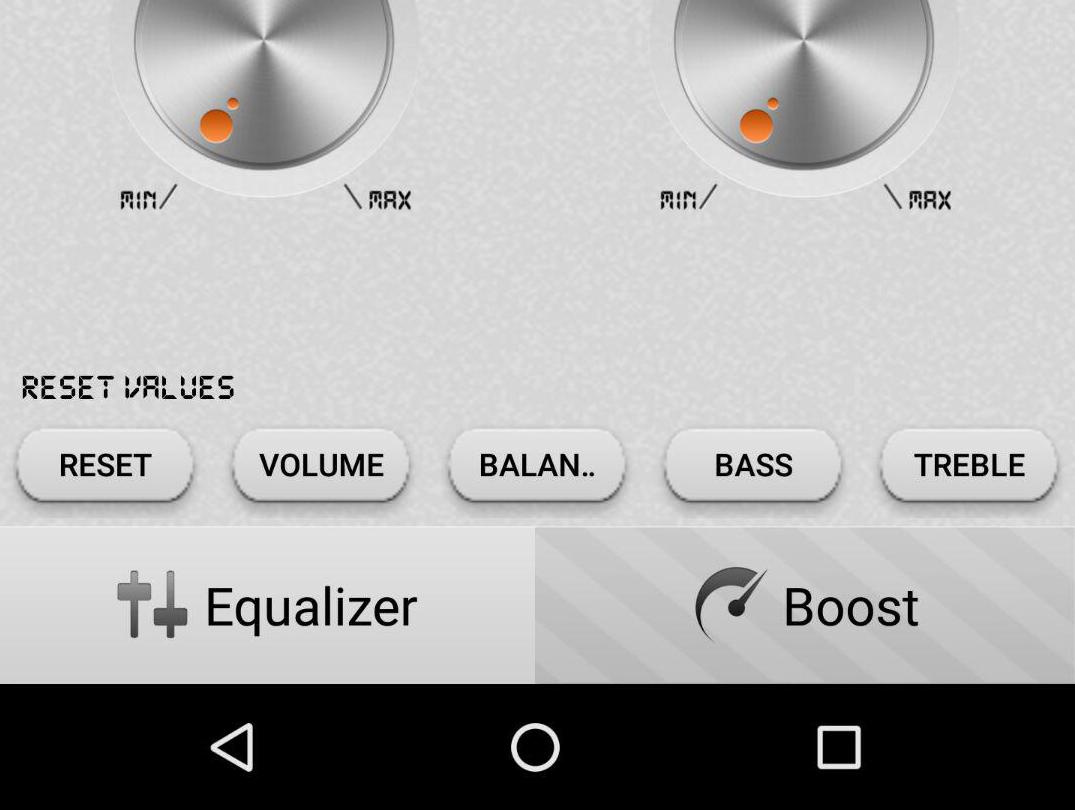 MIN/ \MAX MIN/ \MAX
RESET VALUES
RESET VOLUME BALAN.. BASS TREBLE
Equalizer Boost